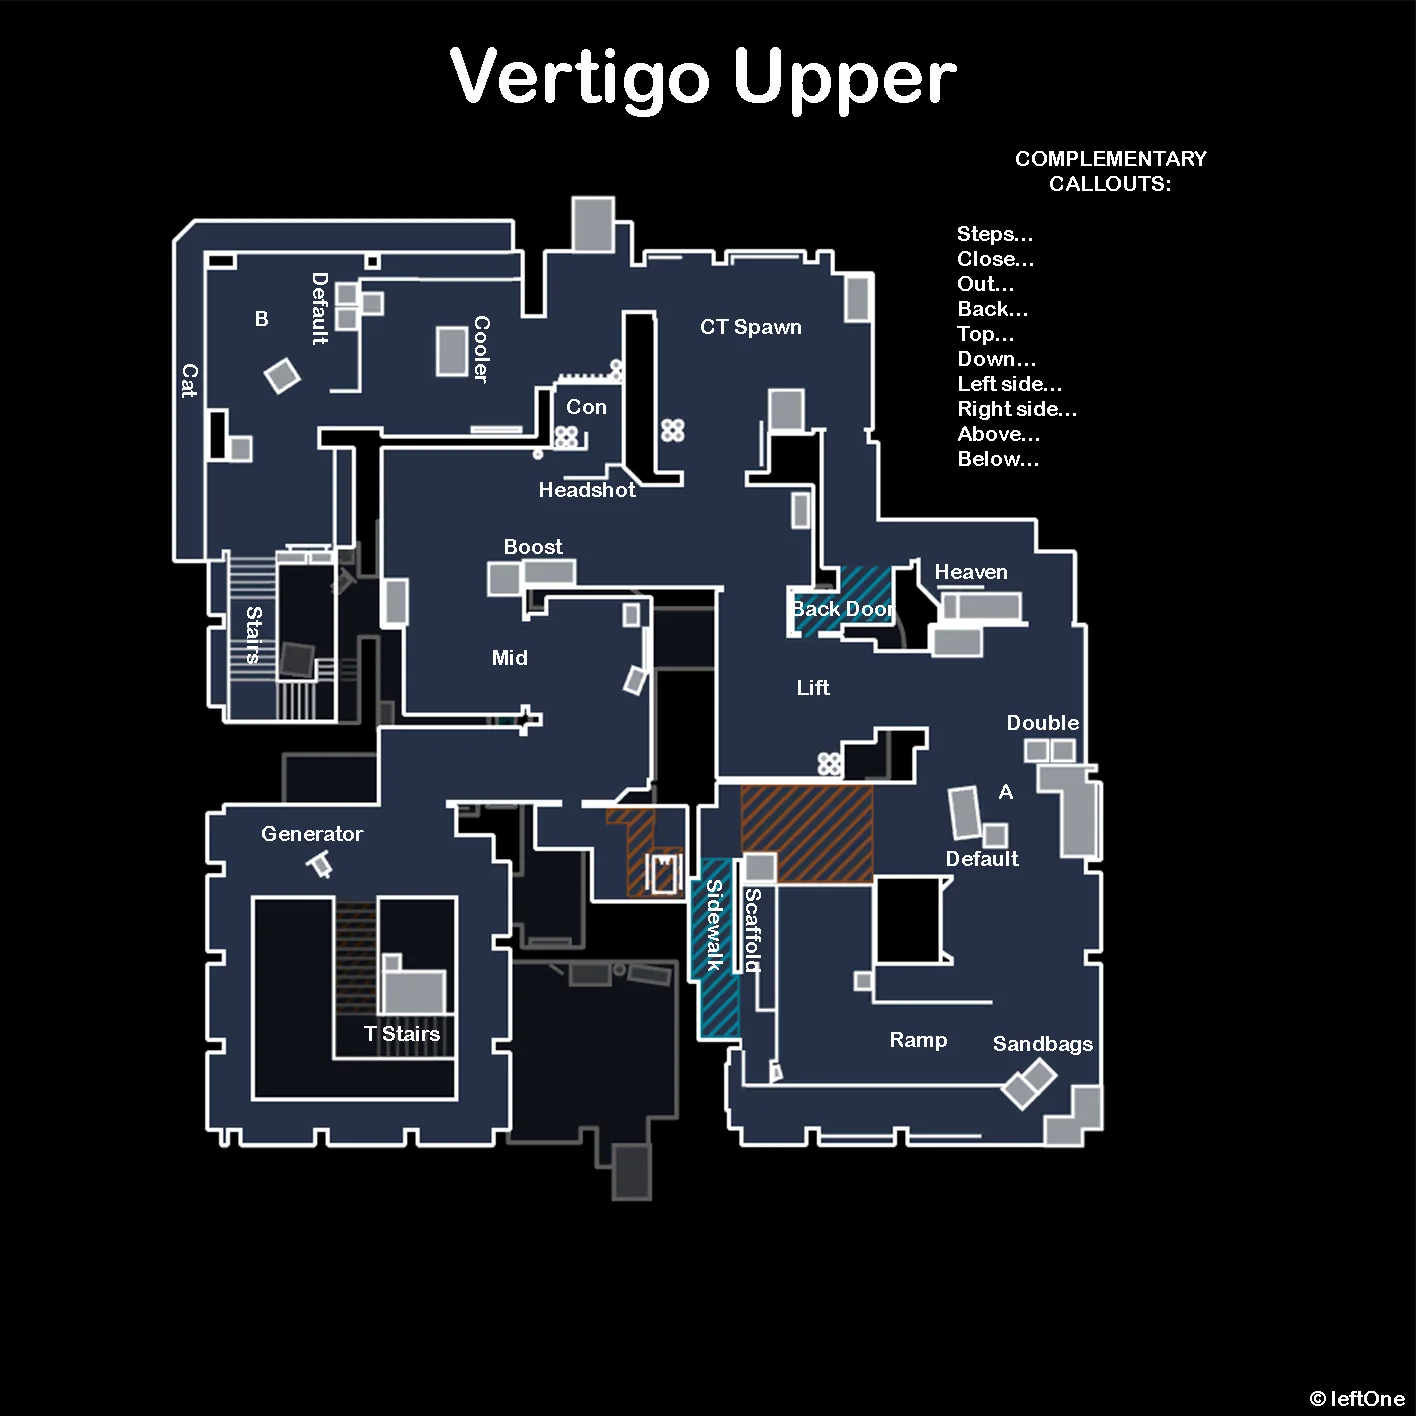 Vertigo Upper
COMPLEMENTARY
CALLOUTS:
Steps...
Close...
Out...
Back...
Top...
Down...
Left side...
Right side...
Above...
Below...
Default
B
Cooler
CT Spawn
Cat
Con
Headshot
Boost
Heaven
Back Door
Stairs
Mid
Lift
Double
A
Generator
Default
Sidewalk
Scaffold
T Stairs
Ramp
Sandbags
© leftOne